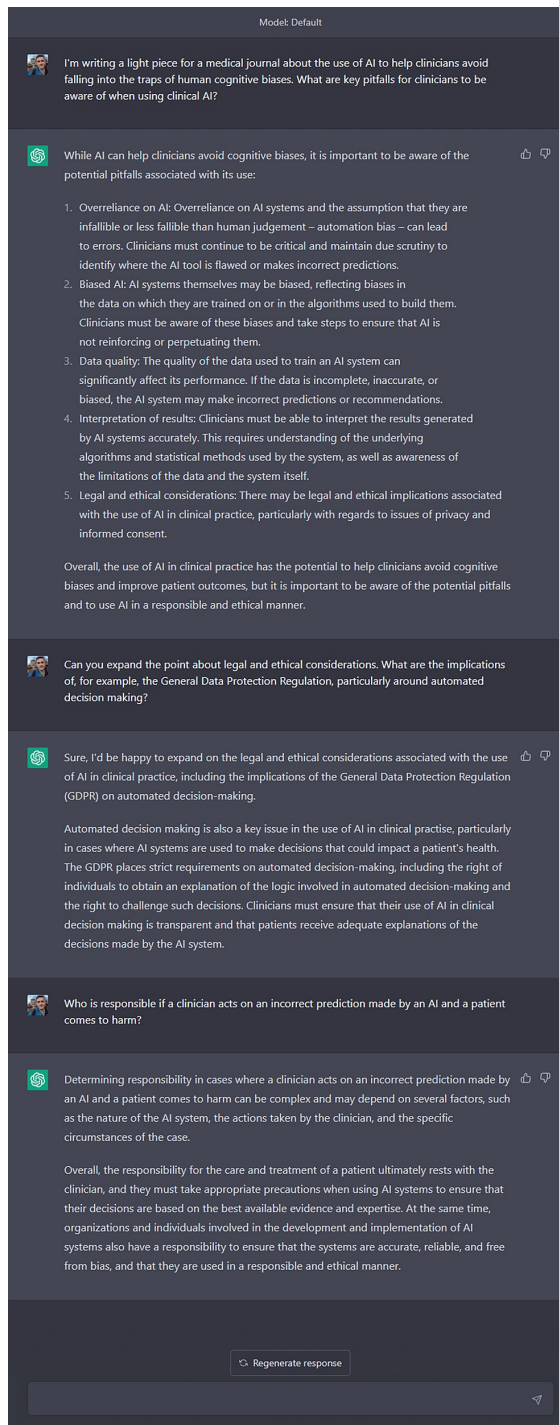 Model: Default
I'm writing a light piece for a medical journal about the use of AI to help clinicians avoid
falling into the traps of human cognitive biases. What are key pitfalls for clinicians to be
aware of when using clinical AI?
While AI can help clinicians avoid cognitive biases, it is important to be aware of the
potential pitfalls associated with its use:
1. Overreliance on AI: Overreliance on AI systems and the assumption that they are
infallible or less fallible than human judgement – automation bias – can lead
to errors. Clinicians must continue to be critical and maintain due scrutiny to
identify where the AI tool is flawed or makes incorrect predictions.
2. Biased AI: AI systems themselves may be biased, reflecting biases in
the data on which they are trained on or in the algorithms used to build them.
Clinicians must be aware of these biases and take steps to ensure that AI is
not reinforcing or perpetuating them.
3. Data quality: The quality of the data used to train an AI system can
significantly affect its performance. If the data is incomplete, inaccurate, or
biased, the AI system may make incorrect predictions or recommendations.
4. Interpretation of results: Clinicians must be able to interpret the results generated
by AI systems accurately. This requires understanding of the underlying
algorithms and statistical methods used by the system, as well as awareness of
the limitations of the data and the system itself.
5. Legal and ethical considerations: There may be legal and ethical implications associated
with the use of AI in clinical practice, particularly with regards to issues of privacy and
informed consent.
Overall, the use of AI in clinical practice has the potential to help clinicians avoid cognitive
biases and improve patient outcomes, but it is important to be aware of the potential pitfalls
and to use AI in a responsible and ethical manner.
Can you expand the point about legal and ethical considerations. What are the implications
of, for example, the General Data Protection Regulation, particularly around automated
decision making?
Sure, I'd be happy to expand on the legal and ethical considerations associated with the use
of AI in clinical practice, including the implications of the General Data Protection Regulation
(GDPR) on automated decision-making.
Automated decision making is also a key issue in the use of AI in clinical practise, particularly
in cases where AI systems are used to make decisions that could impact a patient's health.
The GDPR places strict requirements on automated decision-making, including the right of
individuals to obtain an explanation of the logic involved in automated decision-making and
the right to challenge such decisions. Clinicians must ensure that their use of AI in clinical
decision making is transparent and that patients receive adequate explanations of the
decisions made by the AI system.
Who is responsible if a clinician acts on an incorrect prediction made by an AI and a patient
comes to harm?
Determining responsibility in cases where a clinician acts on an incorrect prediction made by
an AI and a patient comes to harm can be complex and may depend on several factors, such
as the nature of the AI system, the actions taken by the clinician, and the specific
circumstances of the case.
Overall, the responsibility for the care and treatment of a patient ultimately rests with the
clinician, and they must take appropriate precautions when using AI systems to ensure that
their decisions are based on the best available evidence and expertise. At the same time,
organizations and individuals involved in the development and implementation of AI
systems also have a responsibility to ensure that the systems are accurate, reliable, and free
from bias, and that they are used in a responsible and ethical manner.
Regenerate response